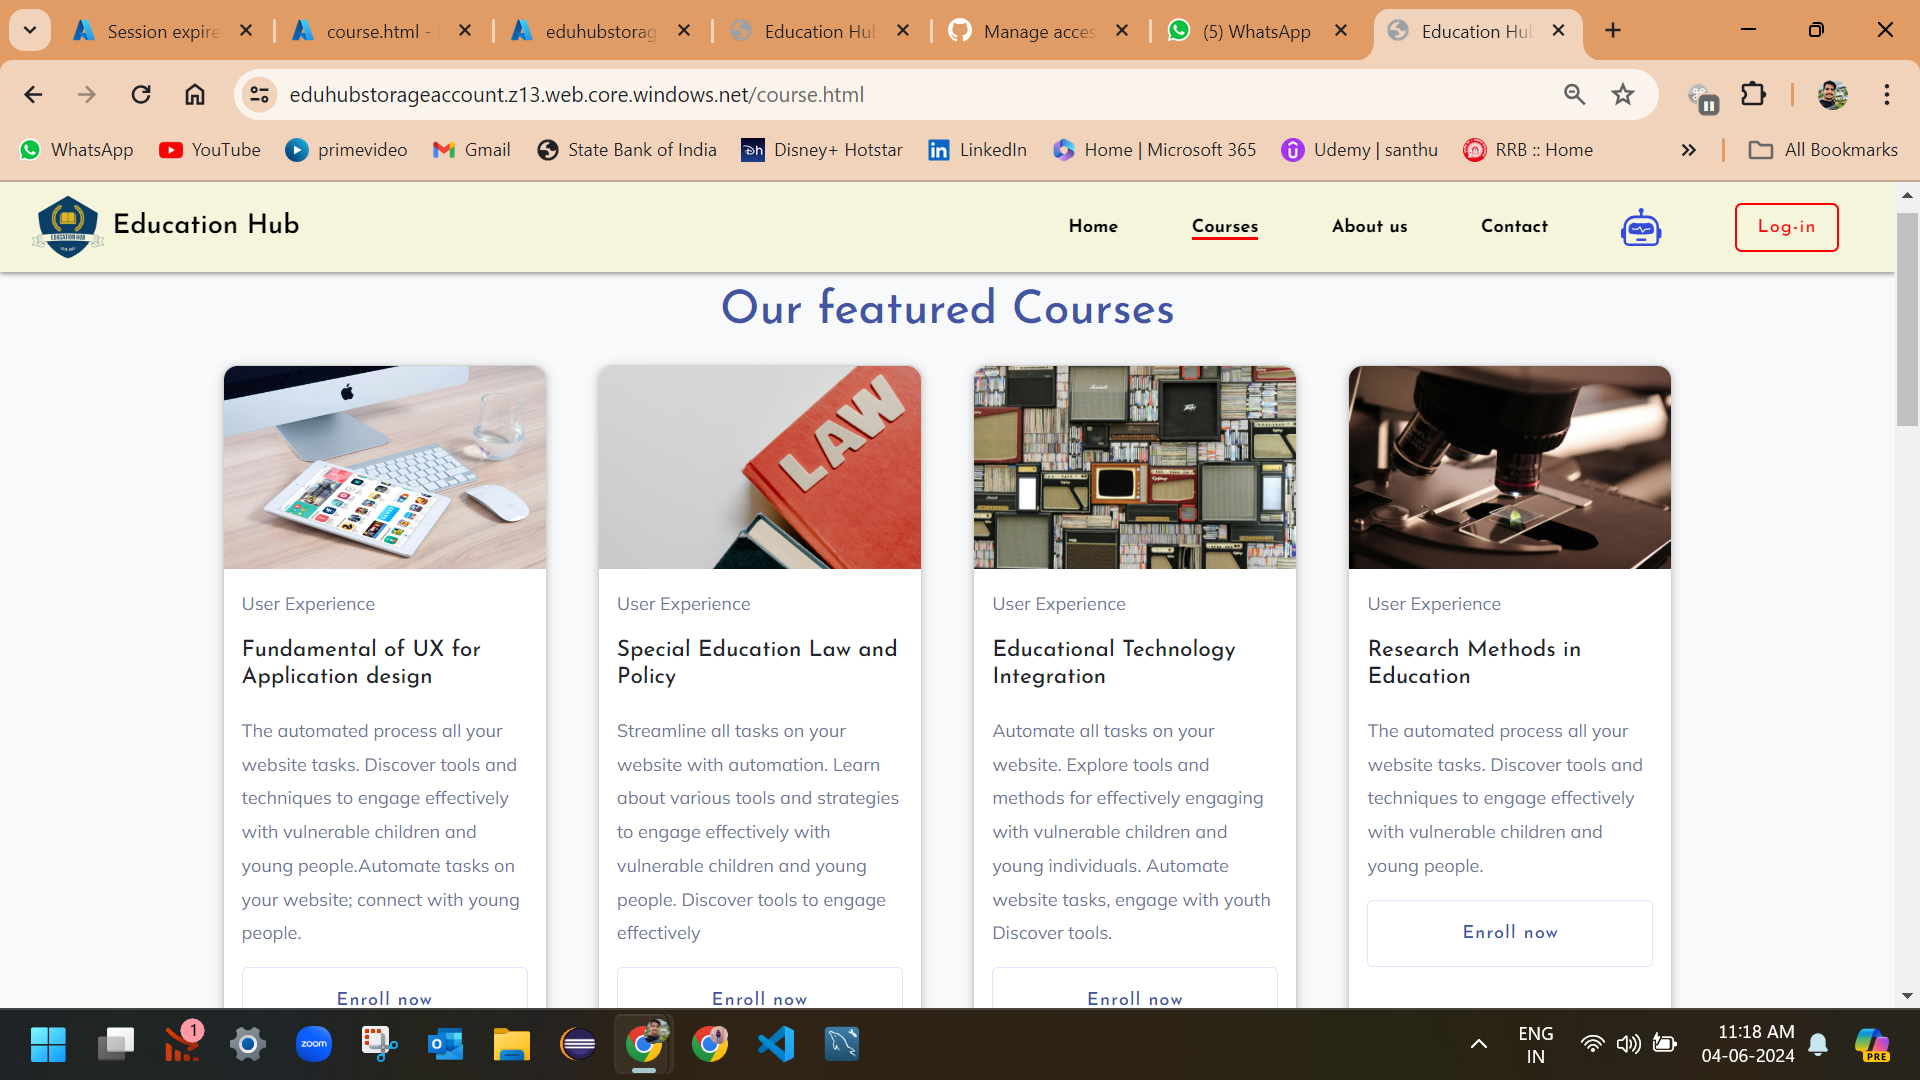 Session expire
course.html -
eduhubstorag
Education Hu
Manage acces
(5) WhatsApp
Education Hul
eduhubstorageaccount.z13.web.core.windows.net/course.html
WhatsApp
YouTube
primevideo
Gmail
State Bank of India
Disney+ Hotstar
LinkedIn
Home | Microsoft 365
Udemy | santhu
RRB :: Home
»
All Bookmarks
EDUCATION HUB
Education Hub
Home
Courses
About us
Contact
Log-in
Our featured Courses
LAW
User Experience
Fundamental of UX for
Application design
The automated process all your
website tasks. Discover tools and
techniques to engage effectively
with vulnerable children and
young people.Automate tasks on
your website; connect with young
people.
Enroll now
User Experience
Special Education Law and
Policy
Streamline all tasks on your
website with automation. Learn
about various tools and strategies
to engage effectively with
vulnerable children and young
people. Discover tools to engage
effectively
Enroll now
User Experience
Educational Technology
Integration
Automate all tasks on your
website. Explore tools and
methods for effectively engaging
with vulnerable children and
young individuals. Automate
website tasks, engage with youth
Discover tools.
Enroll now
User Experience
Research Methods in
Education
The automated process all your
website tasks. Discover tools and
techniques to engage effectively
with vulnerable children and
young people.
Enroll now
1
zoom
ENG
IN
11:18 AM
04-06-2024
PRE